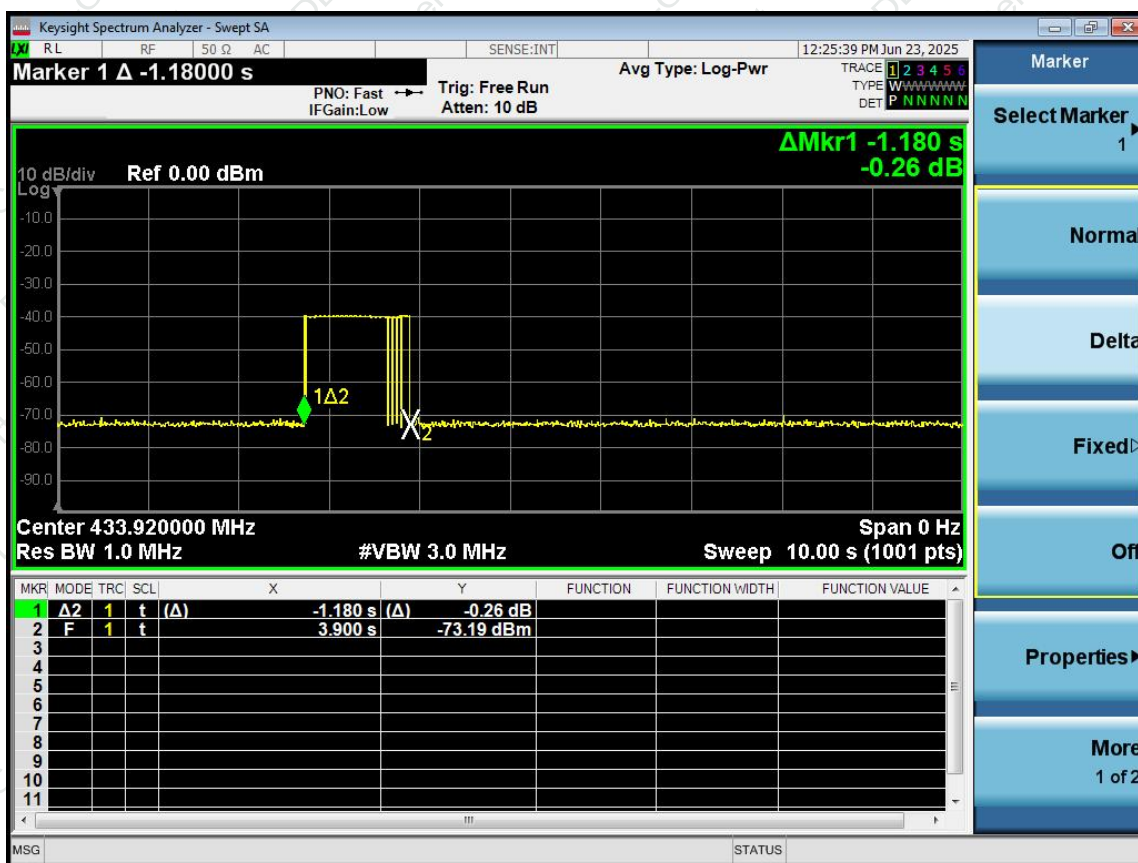 Keysight Spectrum Analyzer - Swept SA
LXI RL RF 50 Ω AC SENSE:INT 12:25:39 PM Jun 23, 2025
Marker 1 Δ -1.18000 s
PNO: Fast
IFGain:Low
Trig: Free Run
Atten: 10 dB
Avg Type: Log-Pwr
TRACE 1 2 3 4 5 6
TYPE WWWWWW
DET P N N N N N
ΔMkr1 -1.180 s
-0.26 dB
10 dB/div Ref 0.00 dBm
Log
-10.0
-20.0
-30.0
-40.0
-50.0
-60.0
-70.0
-80.0
-90.0
1Δ2
2
Center 433.920000 MHz Span 0 Hz
Res BW 1.0 MHz #VBW 3.0 MHz Sweep 10.00 s (1001 pts)
MKR MODE TRC SCL X Y FUNCTION FUNCTION WIDTH FUNCTION VALUE
1 Δ2 1 t (Δ) -1.180 s (Δ) -0.26 dB
2 F 1 t 3.900 s -73.19 dBm
3
4
5
6
7
8
9
10
11
MSG STATUS
Marker
Select Marker
1
Normal
Delta
Fixed
Off
Properties
More
1 of 2